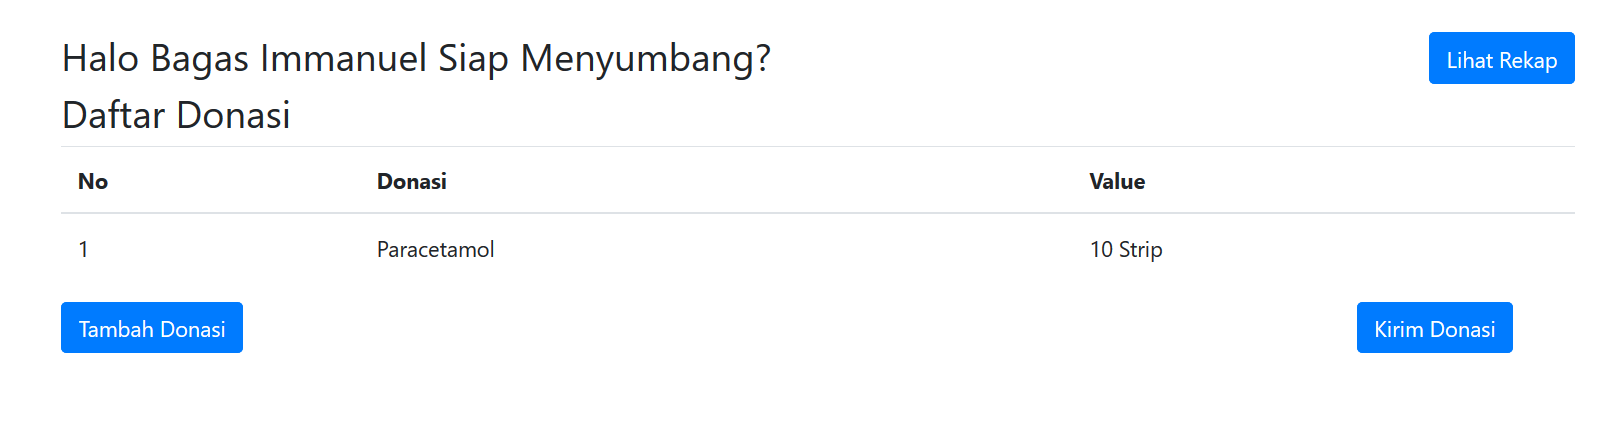 Halo Bagas Immanuel Siap Menyumbang?
Lihat Rekap
Daftar Donasi
No Donasi Value
1 Paracetamol 10 Strip
Tambah Donasi
Kirim Donasi